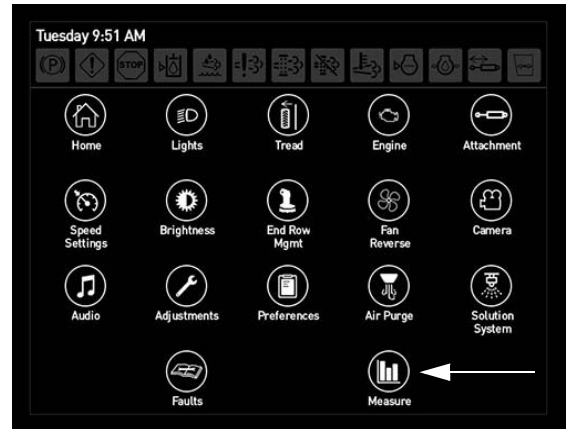 Tuesday 9:51 AM
(P) STOP
Home Lights Tread Engine Attachment
Speed Settings Brightness End Row Mgmt Fan Reverse Camera
Audio Adjustments Preferences Air Purge Solution System
Faults Measure